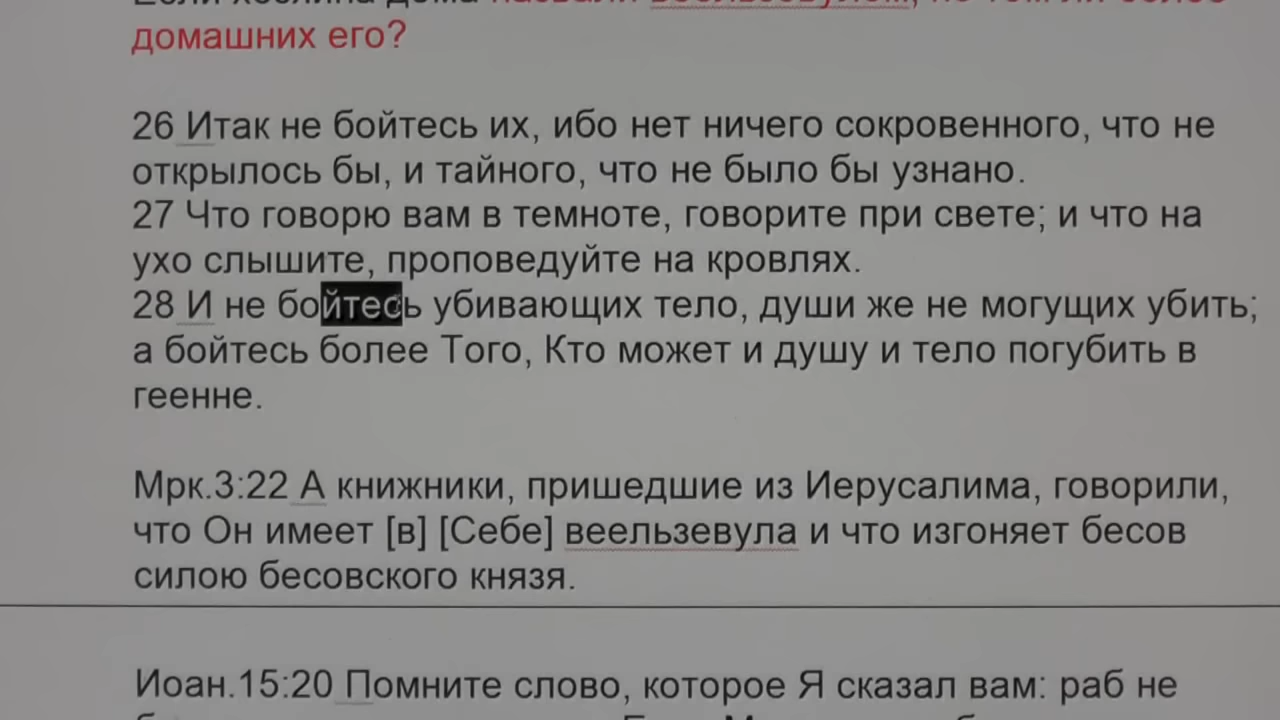 домашних его?
26 Итак не бойтесь их, ибо нет ничего сокровенного, что не
открылось бы, и тайного, что не было бы узнано.
27 Что говорю вам в темноте, говорите при свете; и что на
ухо слышите, проповедуйте на кровлях.
28 И не бойтесь убивающих тело, души же не могущих убить;
а бойтесь более Того, Кто может и душу и тело погубить в
геенне.
Мрк.3:22 А книжники, пришедшие из Иерусалима, говорили,
что Он имеет [в] [Себе] веельзевула и что изгоняет бесов
силою бесовского князя.
Иоан.15:20 Помните слово, которое Я сказал вам: раб не